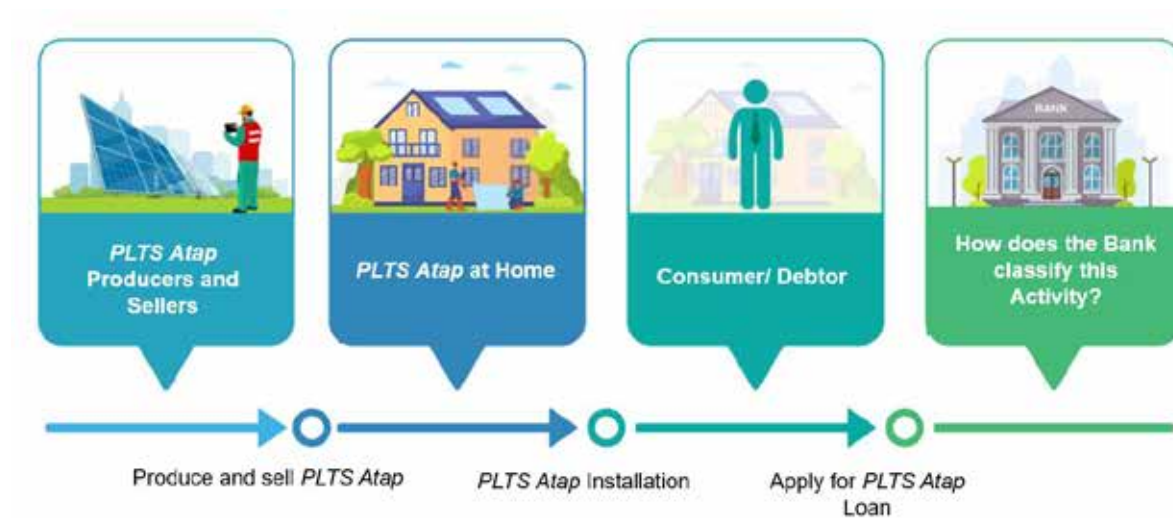 BANK
PLTS Atap
Producers and
Sellers
PLTS Atap at Home
Consumer/ Debtor
How does the Bank
classify this
Activity?
Produce and sell PLTS Atap
PLTS Atap Installation
Apply for PLTS Atap
Loan